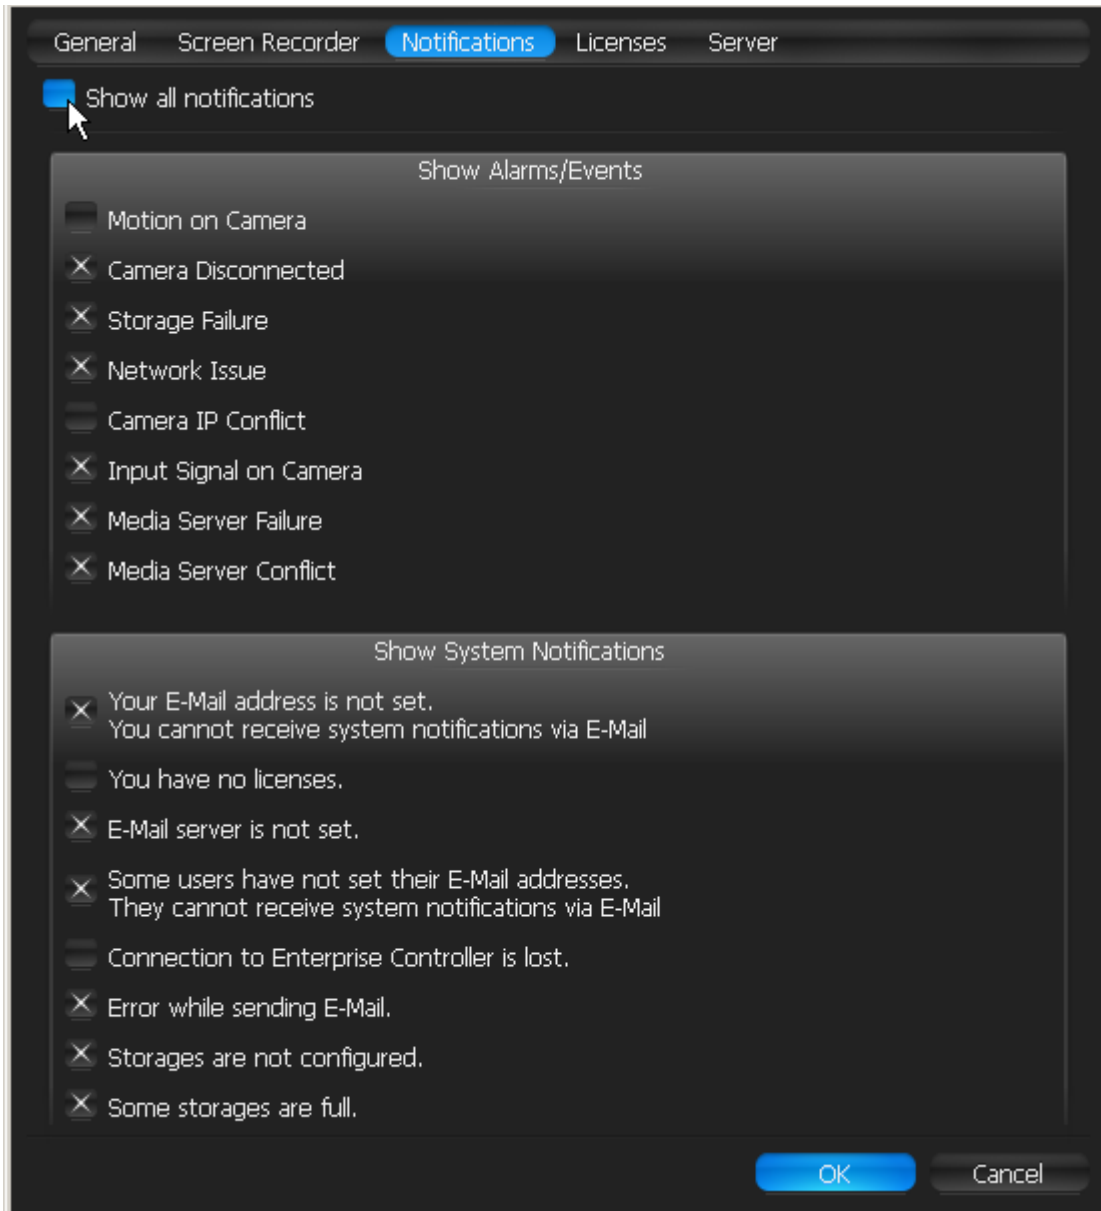 General Screen Recorder Notifications Licenses Server
Show all notifications
Show Alarms/Events
Motion on Camera
Camera Disconnected
Storage Failure
Network Issue
Camera IP Conflict
Input Signal on Camera
Media Server Failure
Media Server Conflict
Show System Notifications
Your E-Mail address is not set.
You cannot receive system notifications via E-Mail
You have no licenses.
E-Mail server is not set.
Some users have not set their E-Mail addresses.
They cannot receive system notifications via E-Mail
Connection to Enterprise Controller is lost.
Error while sending E-Mail.
Storages are not configured.
Some storages are full.
OK Cancel